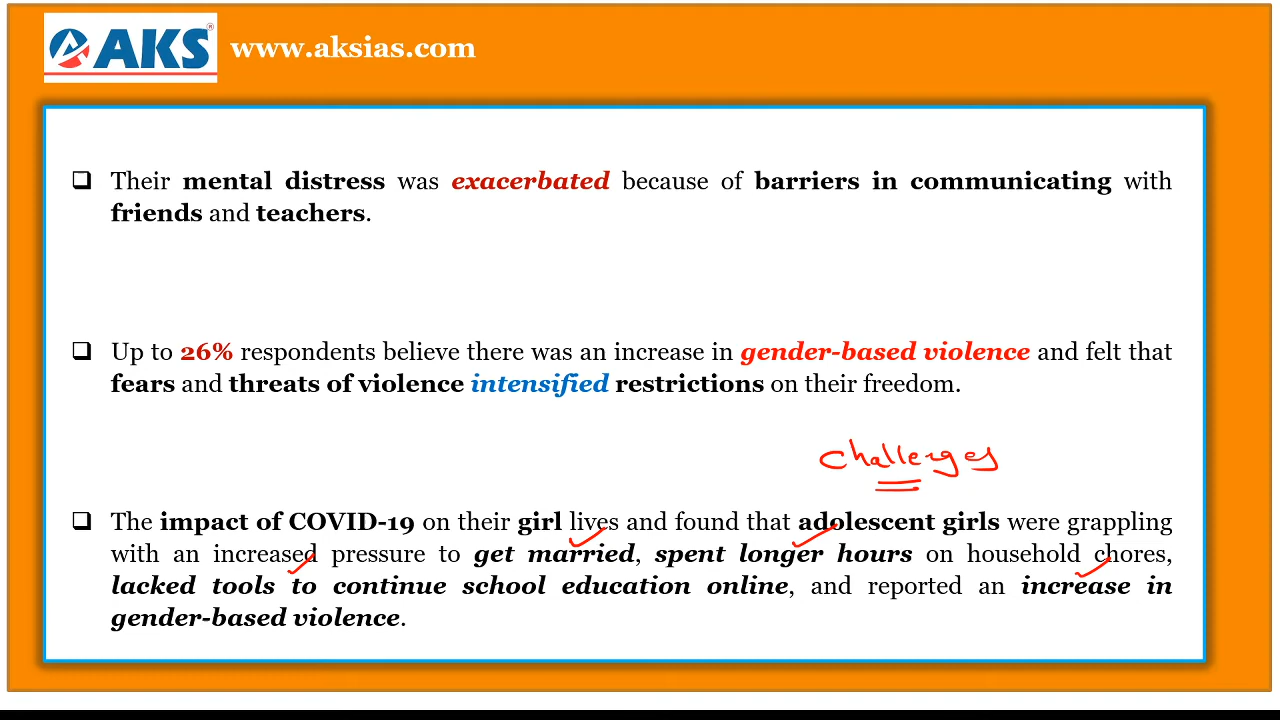 AKS®
www.aksias.com
Their mental distress was exacerbated because of barriers in communicating with
friends and teachers.
Up to 26% respondents believe there was an increase in gender-based violence and felt that
fears and threats of violence intensified restrictions on their freedom.
Challenges
The impact of COVID-19 on their girl lives and found that adolescent girls were grappling
with an increased pressure to get married, spent longer hours on household chores,
lacked tools to continue school education online, and reported an increase in
gender-based violence.